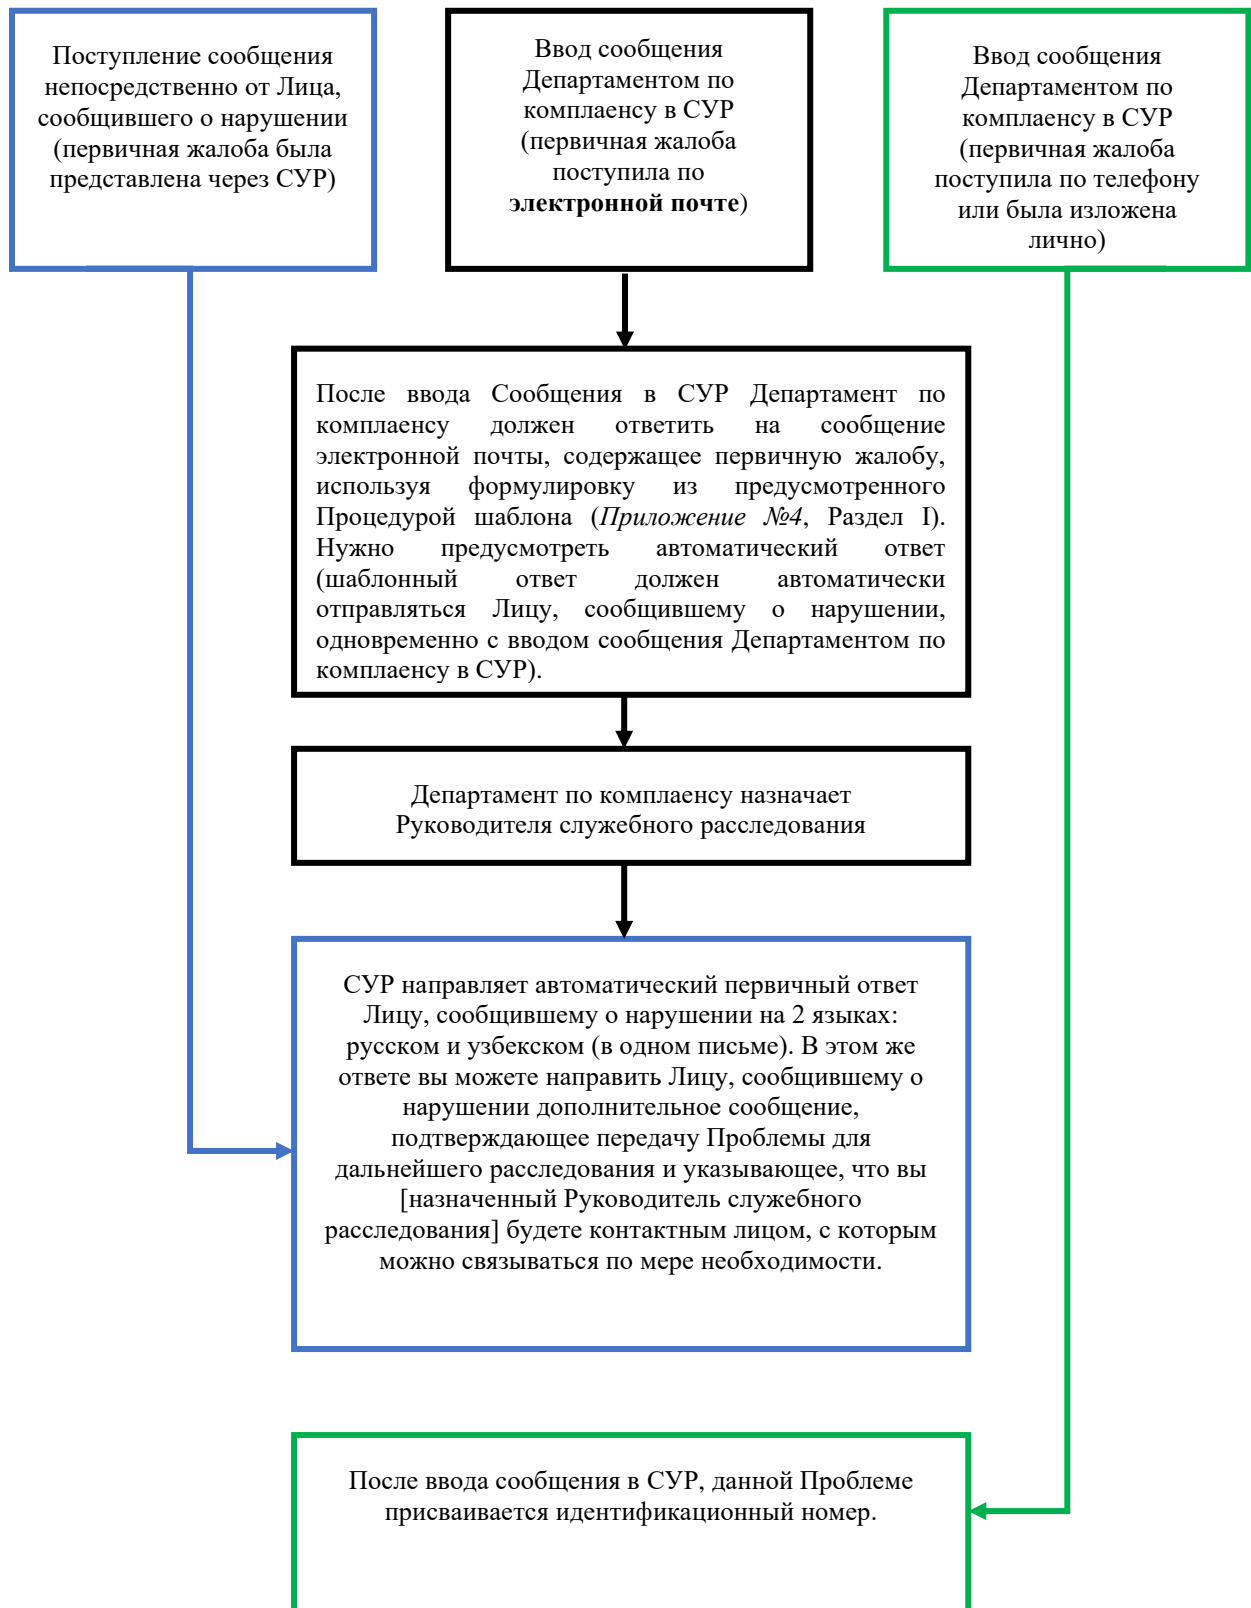 Поступление сообщения
непосредственно от Лица,
сообщившего о нарушении
(первичная жалоба была
представлена через СУР)
Ввод сообщения
Департаментом по
комплаенсу в СУР
(первичная жалоба
поступила по
электронной почте)
Ввод сообщения
Департаментом по
комплаенсу в СУР
(первичная жалоба
поступила по телефону
или была изложена
лично)
После ввода Сообщения в СУР Департамент по
комплаенсу должен ответить на сообщение
электронной почты, содержащее первичную жалобу,
используя формулировку из предусмотренного
Процедурой шаблона (Приложение №4, Раздел I).
Нужно предусмотреть автоматический ответ
(шаблонный ответ должен автоматически
отправляться Лицу, сообщившему о нарушении,
одновременно с вводом сообщения Департаментом по
комплаенсу в СУР).
Департамент по комплаенсу назначает
Руководителя служебного расследования
СУР направляет автоматический первичный ответ
Лицу, сообщившему о нарушении на 2 языках:
русском и узбекском (в одном письме). В этом же
ответе вы можете направить Лицу, сообщившему о
нарушении дополнительное сообщение,
подтверждающее передачу Проблемы для
дальнейшего расследования и указывающее, что вы
[назначенный Руководитель служебного
расследования] будете контактным лицом, с которым
можно связываться по мере необходимости.
После ввода сообщения в СУР, данной Проблеме
присваивается идентификационный номер.